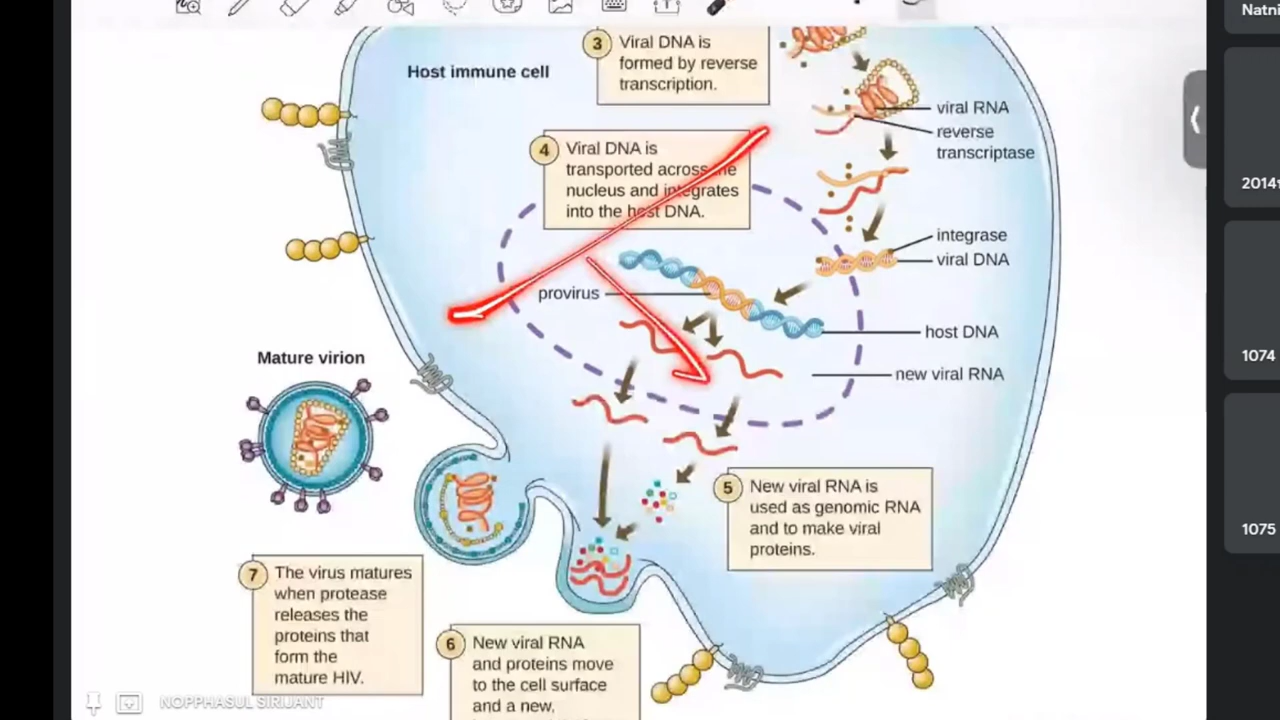 Natni
3
Viral DNA is
formed by reverse
transcription.
Host immune cell
viral RNA
reverse
transcriptase
4
Viral DNA is
transported across the
nucleus and integrates
into the host DNA.
2014
integrase
viral DNA
provirus
host DNA
1074
Mature virion
new viral RNA
5
New viral RNA is
used as genomic RNA
and to make viral
proteins.
1075
7
The virus matures
when protease
releases the
proteins that
form the
mature HIV.
6
New viral RNA
and proteins move
to the cell surface
and a new,
NOPPHASUL SIRIJANT